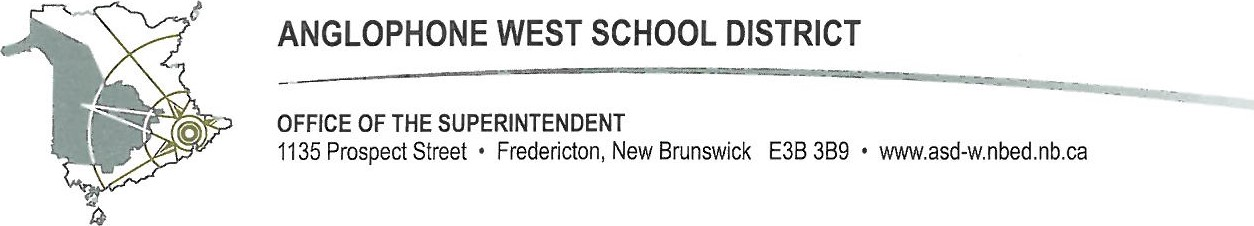 ANGLOPHONE WEST SCHOOL DISTRICT
OFFICE OF THE SUPERINTENDENT
1135 Prospect Street • Fredericton, New Brunswick E3B 3B9 • www.asd-w.nbed.nb.ca